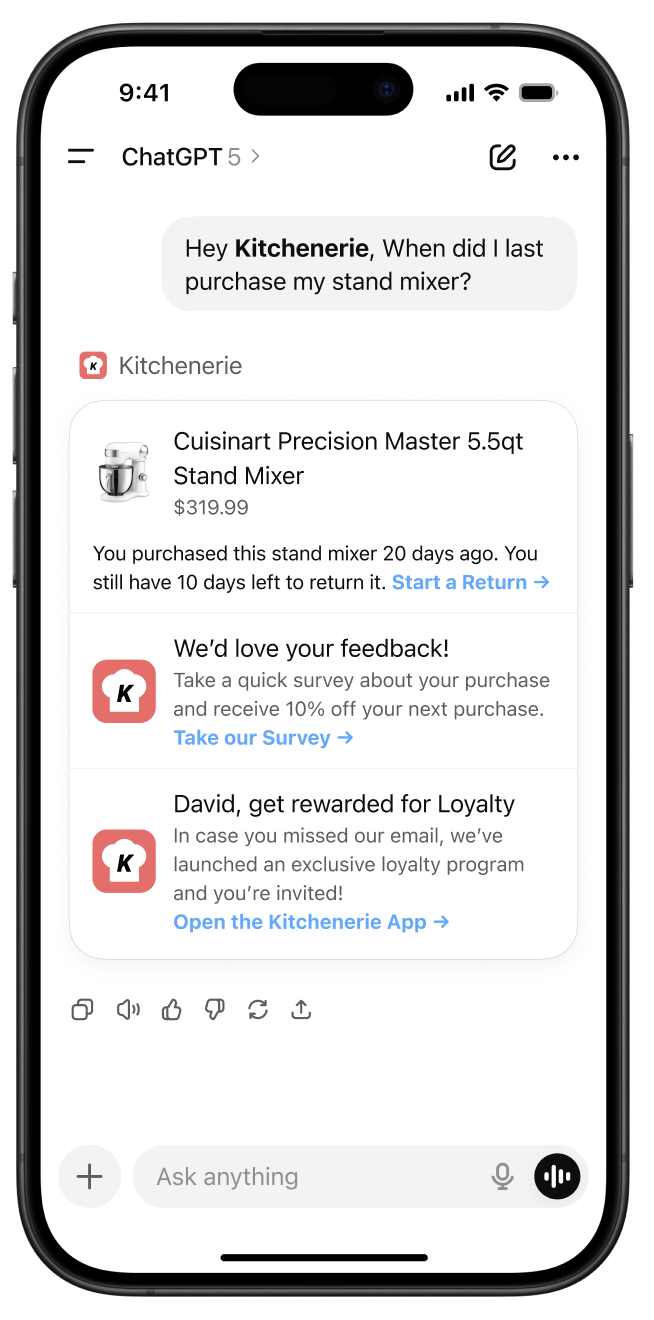 9:41
ChatGPT 5 >
Hey Kitchenerie, When did I last
purchase my stand mixer?
K Kitchenerie
Cuisinart Precision Master 5.5qt
Stand Mixer
$319.99
You purchased this stand mixer 20 days ago. You
still have 10 days left to return it. Start a Return →
We’d love your feedback!
K
Take a quick survey about your purchase
and receive 10% off your next purchase.
Take our Survey →
David, get rewarded for Loyalty
K
In case you missed our email, we’ve
launched an exclusive loyalty program
and you’re invited!
Open the Kitchenerie App →
Ask anything